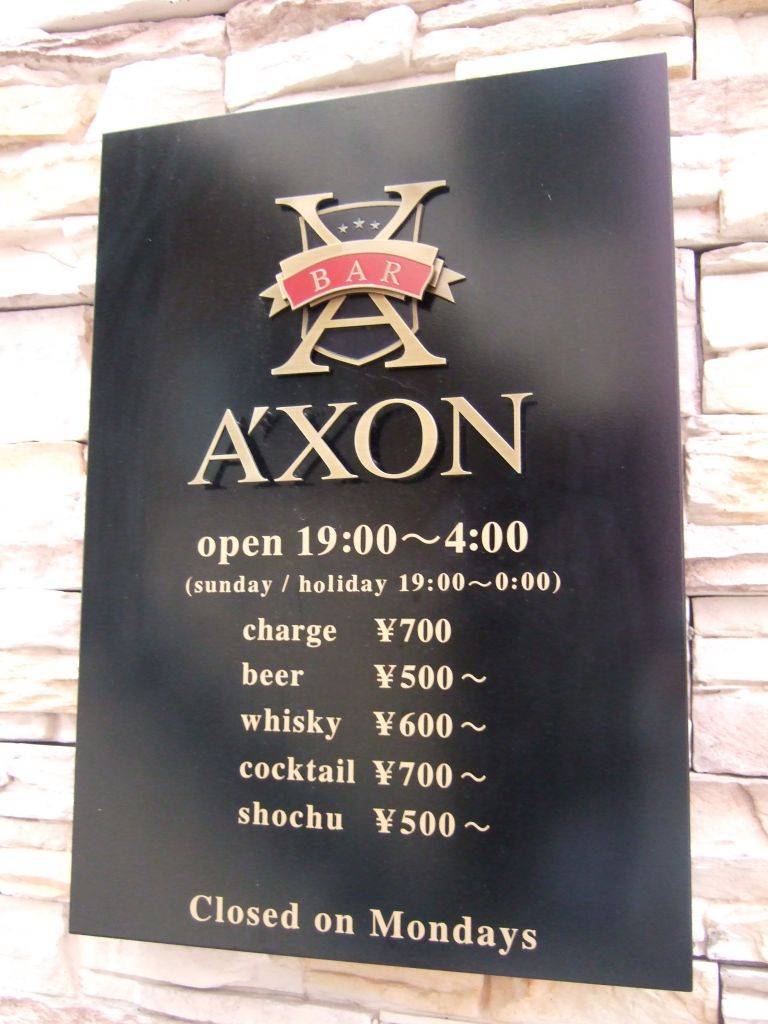 BAR
A'XON
open 19:00～4:00
(sunday / holiday 19:00～0:00)
charge ¥700
beer ¥500～
whisky ¥600～
cocktail ¥700～
shochu ¥500～
Closed on Mondays